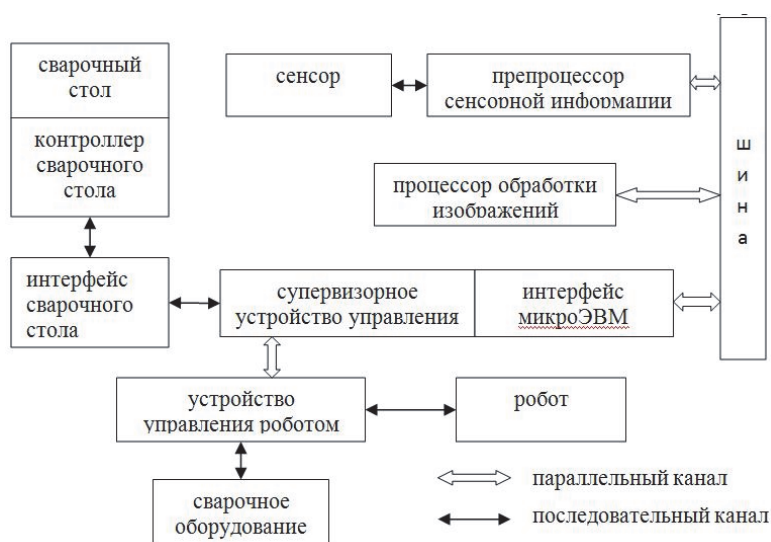 сварочный
стол
контроллер
сварочного
стола
сенсор
препроцессор
сенсорной информации
процессор обработки
изображений
ш
и
н
а
интерфейс
сварочного
стола
супервизорное
устройство управления
интерфейс
микроЭВМ
устройство
управления роботом
робот
сварочное
оборудование
параллельный канал
последовательный канал